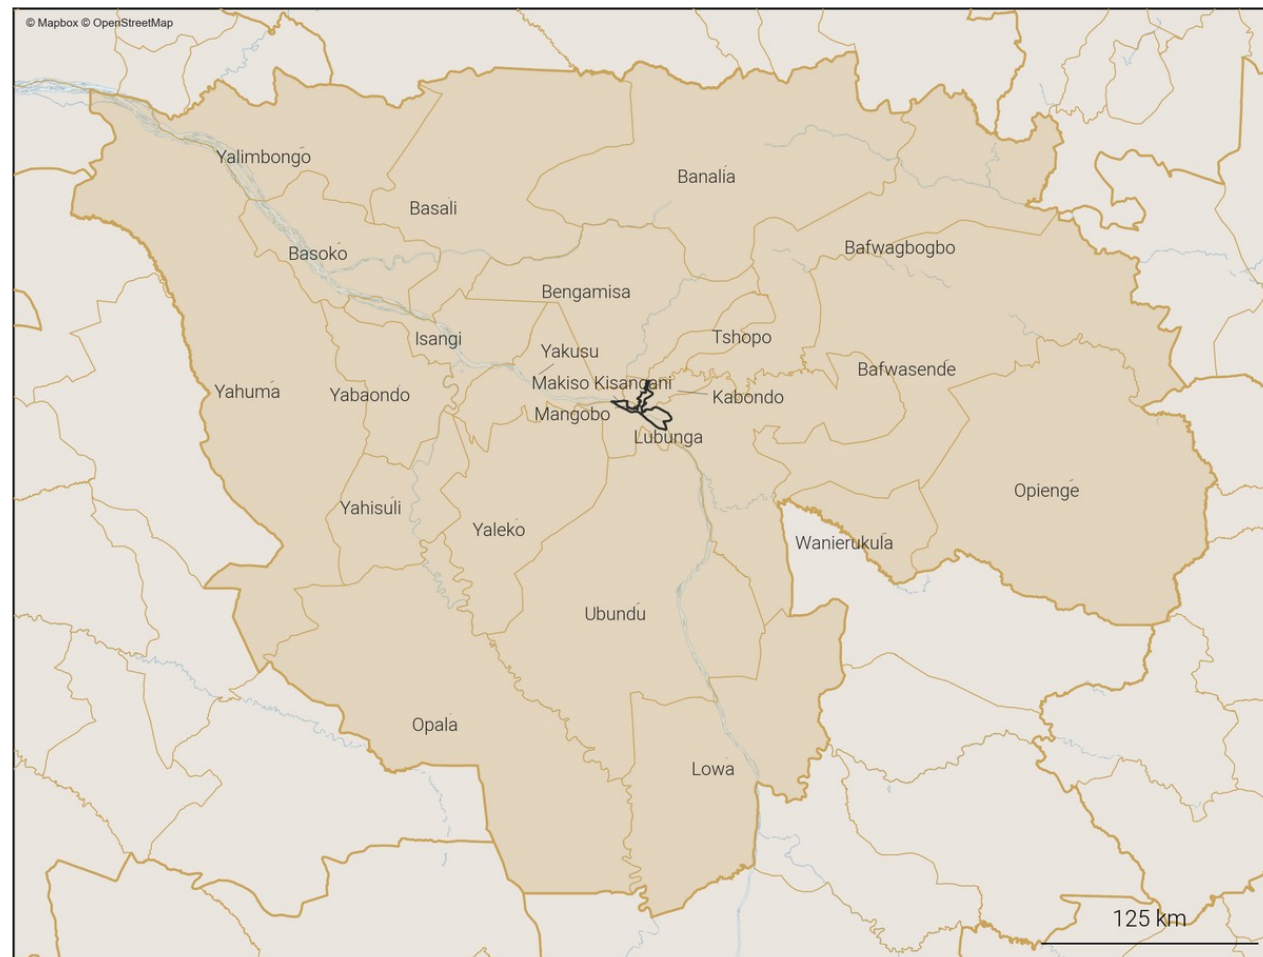 © Mapbox © OpenStreetMap
Yalimbongo
Banalia
Basali
Bafwagbogbo
Basoko
Bengamisa
Isangi
Tshopo
Yakusu
Bafwasende
Makiso Kisangani
Yahuma
Yabaondo
Kabondo
Mangobo
Lubunga
Opienge
Yahisuli
Yaleko
Wanierukula
Ubundu
Opala
Lowa
125 km